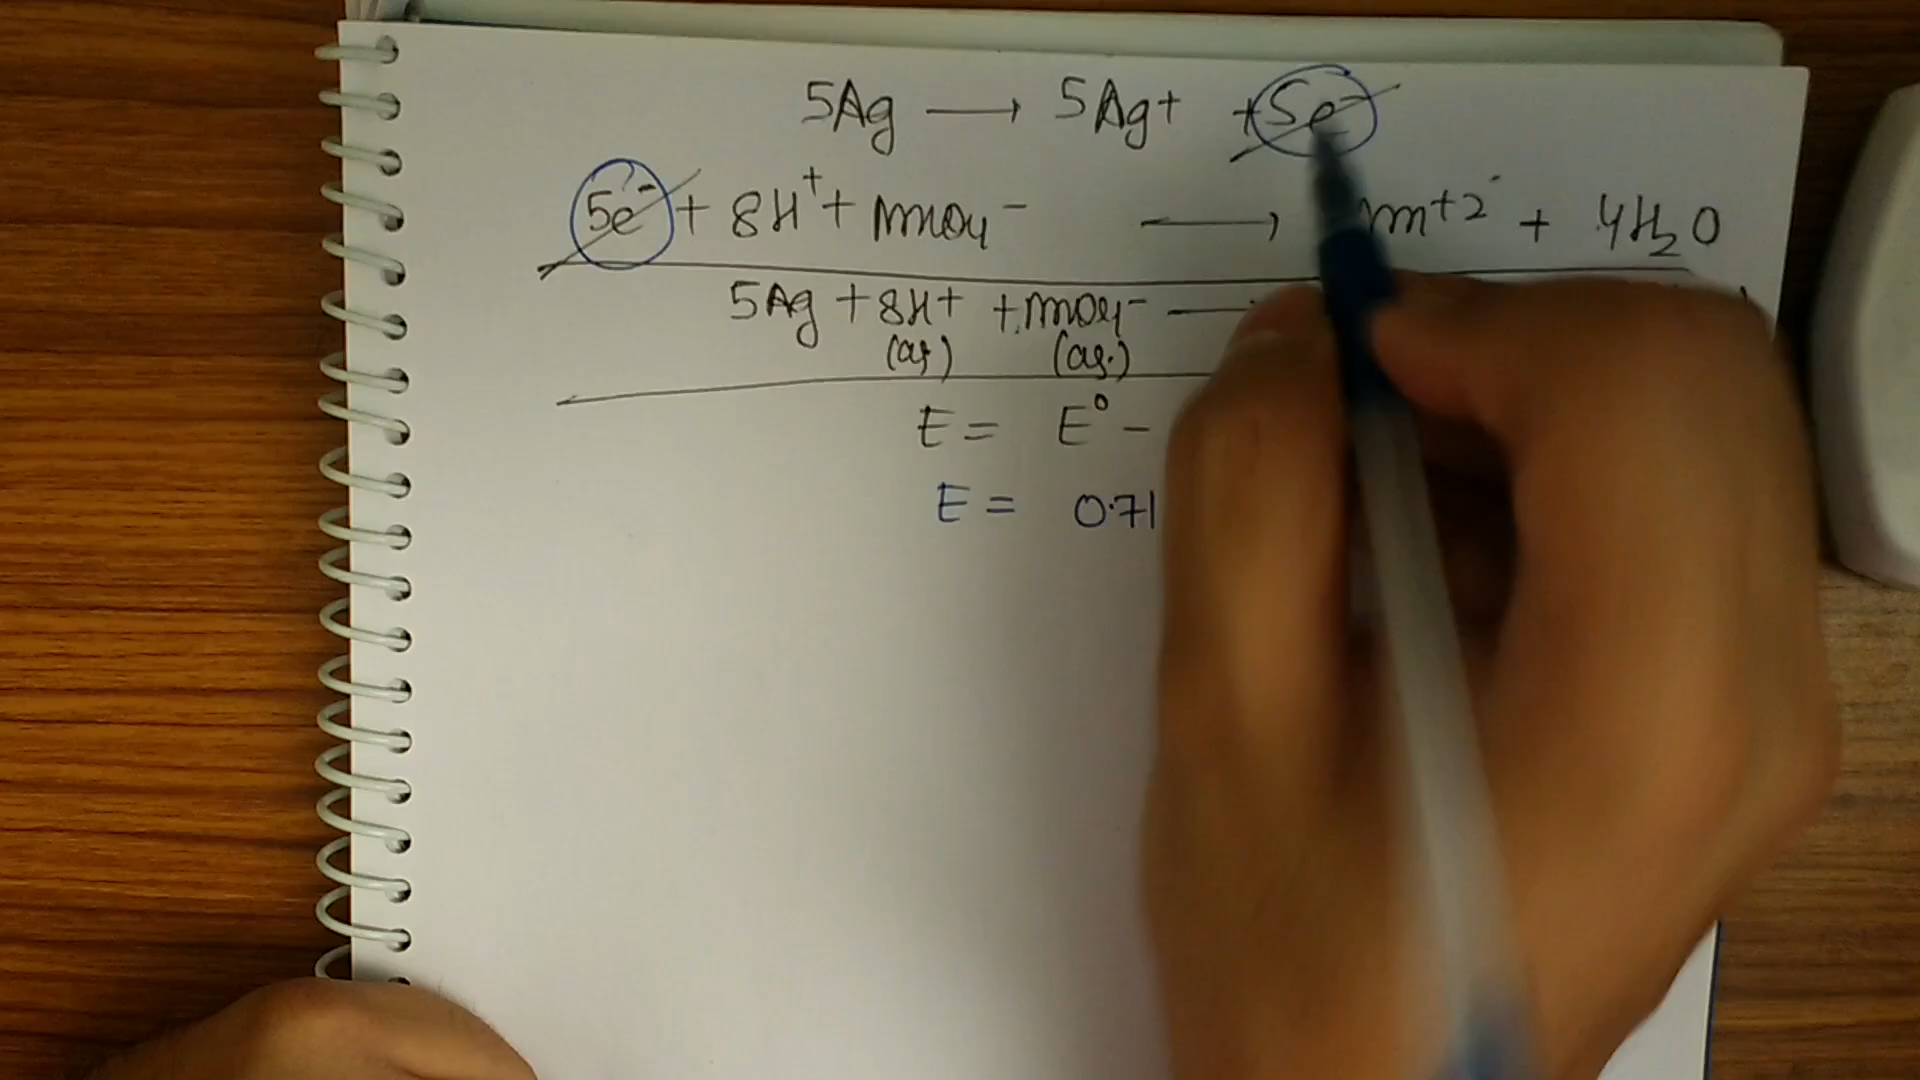 5Ag ⟶ 5Ag+ +5e-
5e- + 8H+ + mnO4- ⟶ mn+2 + 4H2O
5Ag + 8H+ + mnO4- ⟶
(aq) (aq.)
E = E° -
E = 0.71